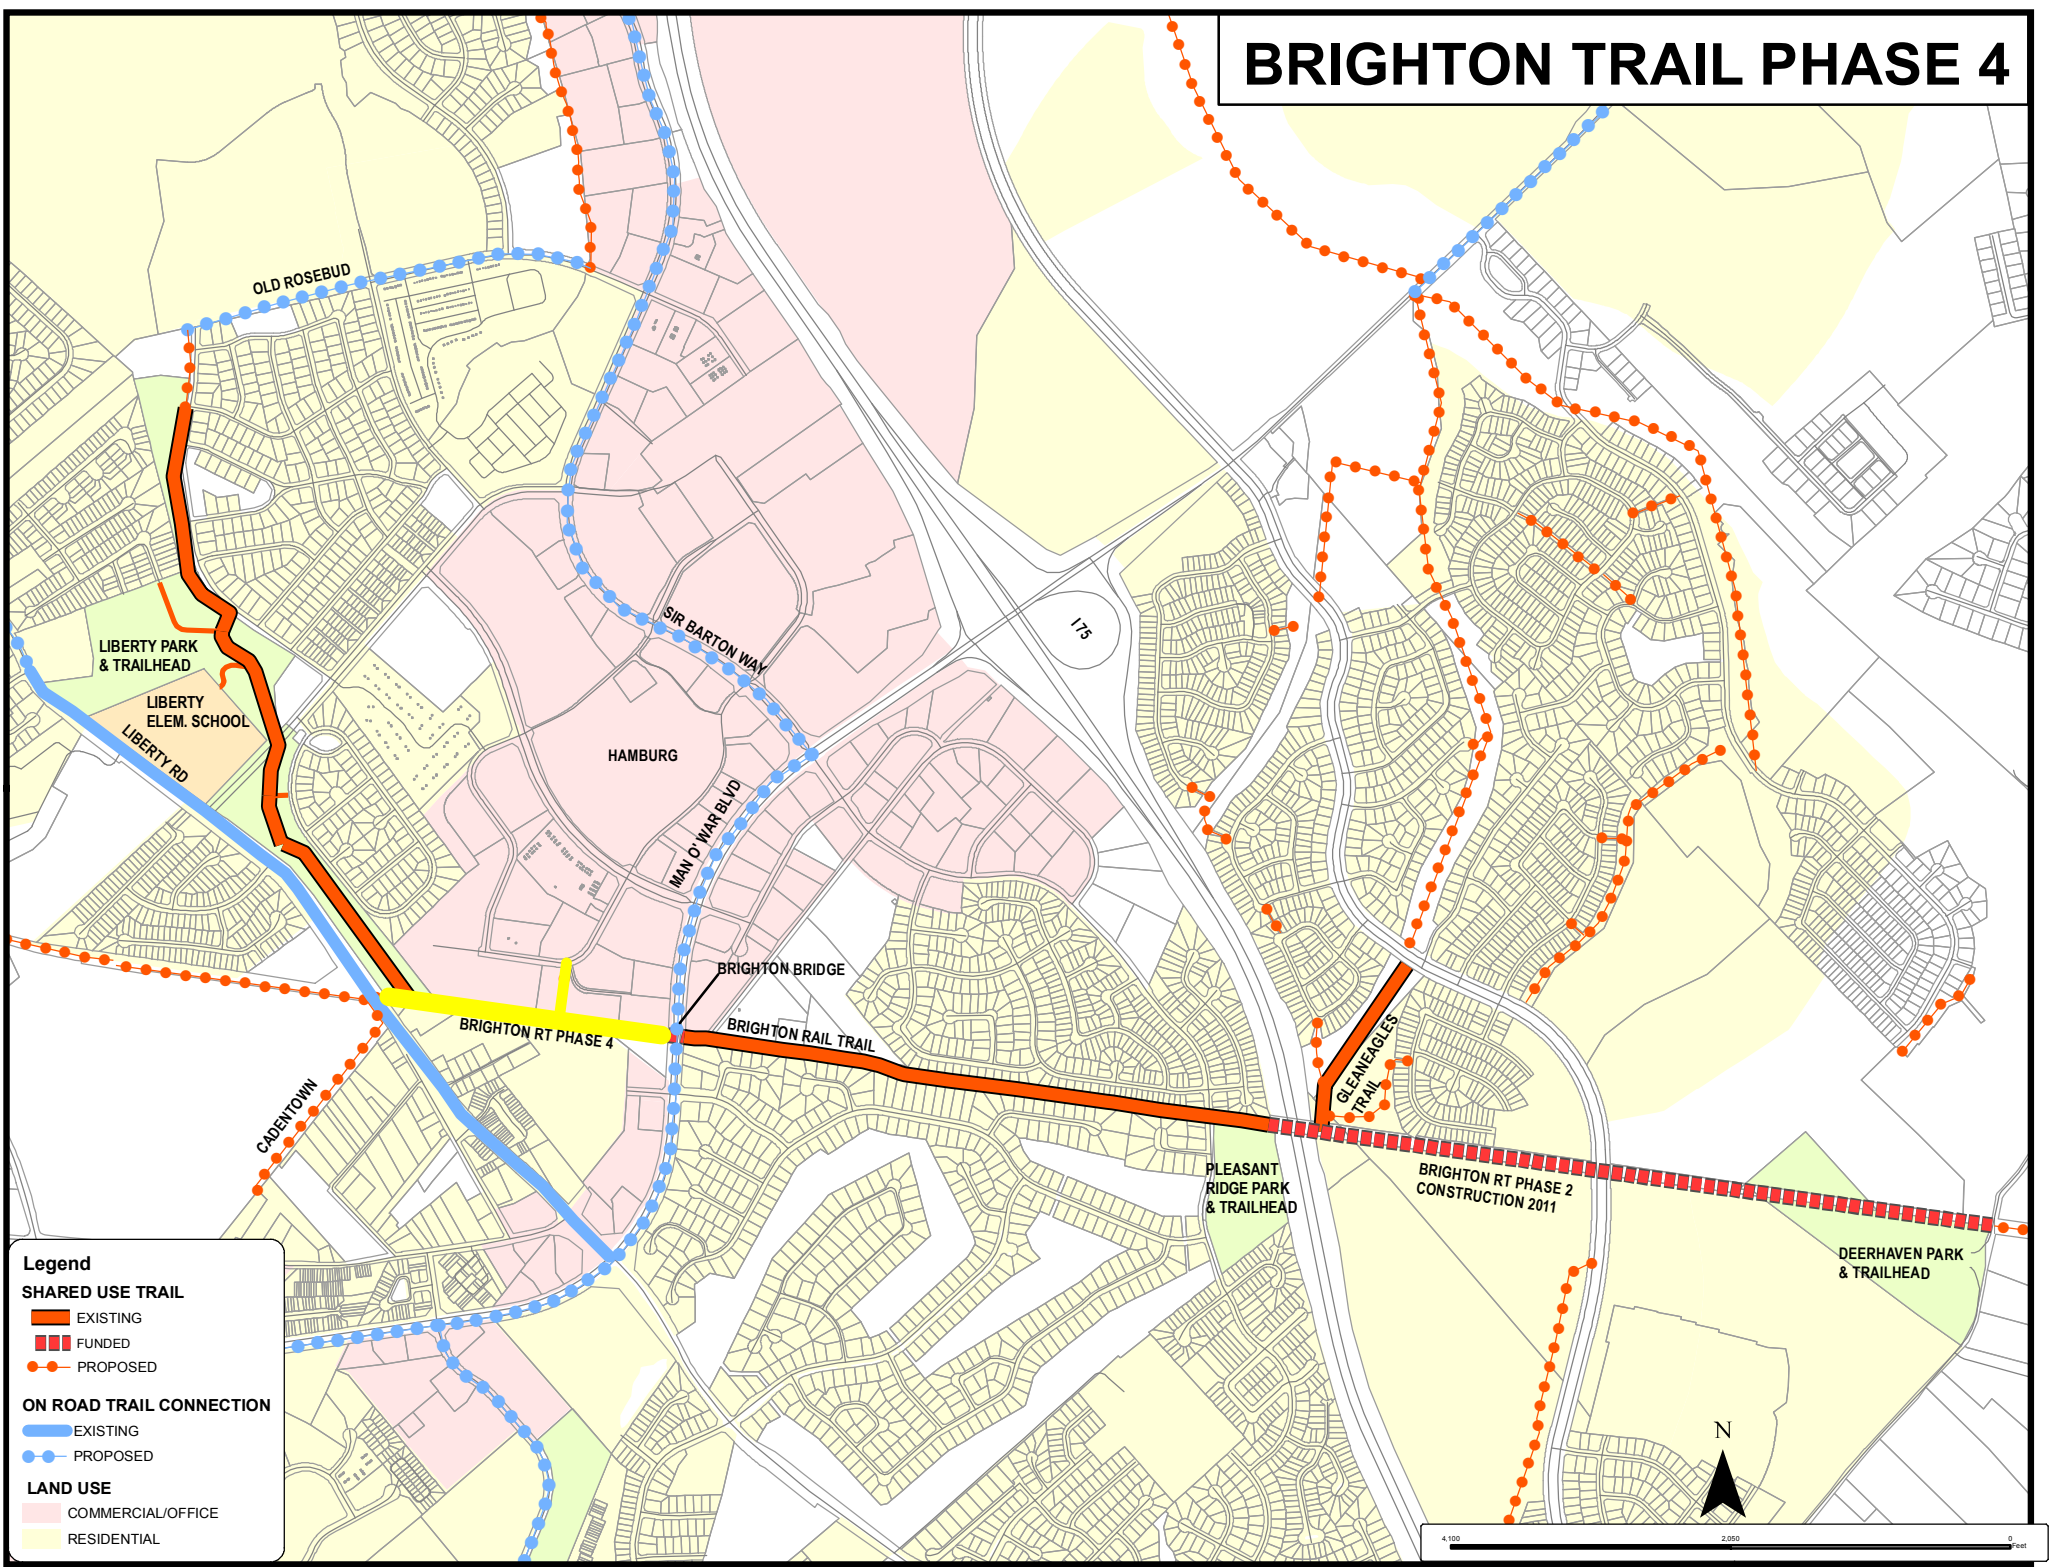 BRIGHTON TRAIL PHASE 4
OLD ROSEBUD
SIR BARTON WAY
I75
LIBERTY PARK
& TRAILHEAD
LIBERTY
ELEM. SCHOOL
LIBERTY RD
HAMBURG
MAN O' WAR BLVD
BRIGHTON BRIDGE
BRIGHTON RT PHASE 4
BRIGHTON RAIL TRAIL
GLEANEAGLES
TRAIL
CADENTOWN
PLEASANT
RIDGE PARK
& TRAILHEAD
BRIGHTON RT PHASE 2
CONSTRUCTION 2011
DEERHAVEN PARK
& TRAILHEAD
Legend
SHARED USE TRAIL
EXISTING
FUNDED
PROPOSED
ON ROAD TRAIL CONNECTION
EXISTING
PROPOSED
LAND USE
COMMERCIAL/OFFICE
RESIDENTIAL
N
4,100 2,050 0
Feet